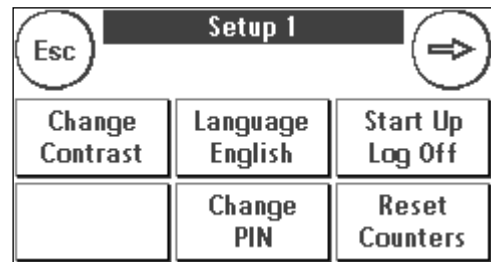 Setup 1
Esc
Change
Contrast
Language
English
Start Up
Log Off
Change
PIN
Reset
Counters